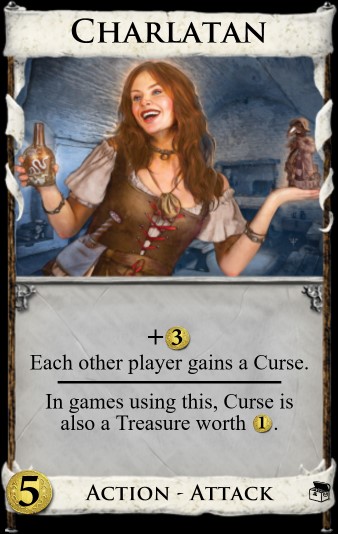 CHARLATAN
+3
Each other player gains a Curse.
In games using this, Curse is
also a Treasure worth 1.
5 ACTION - ATTACK